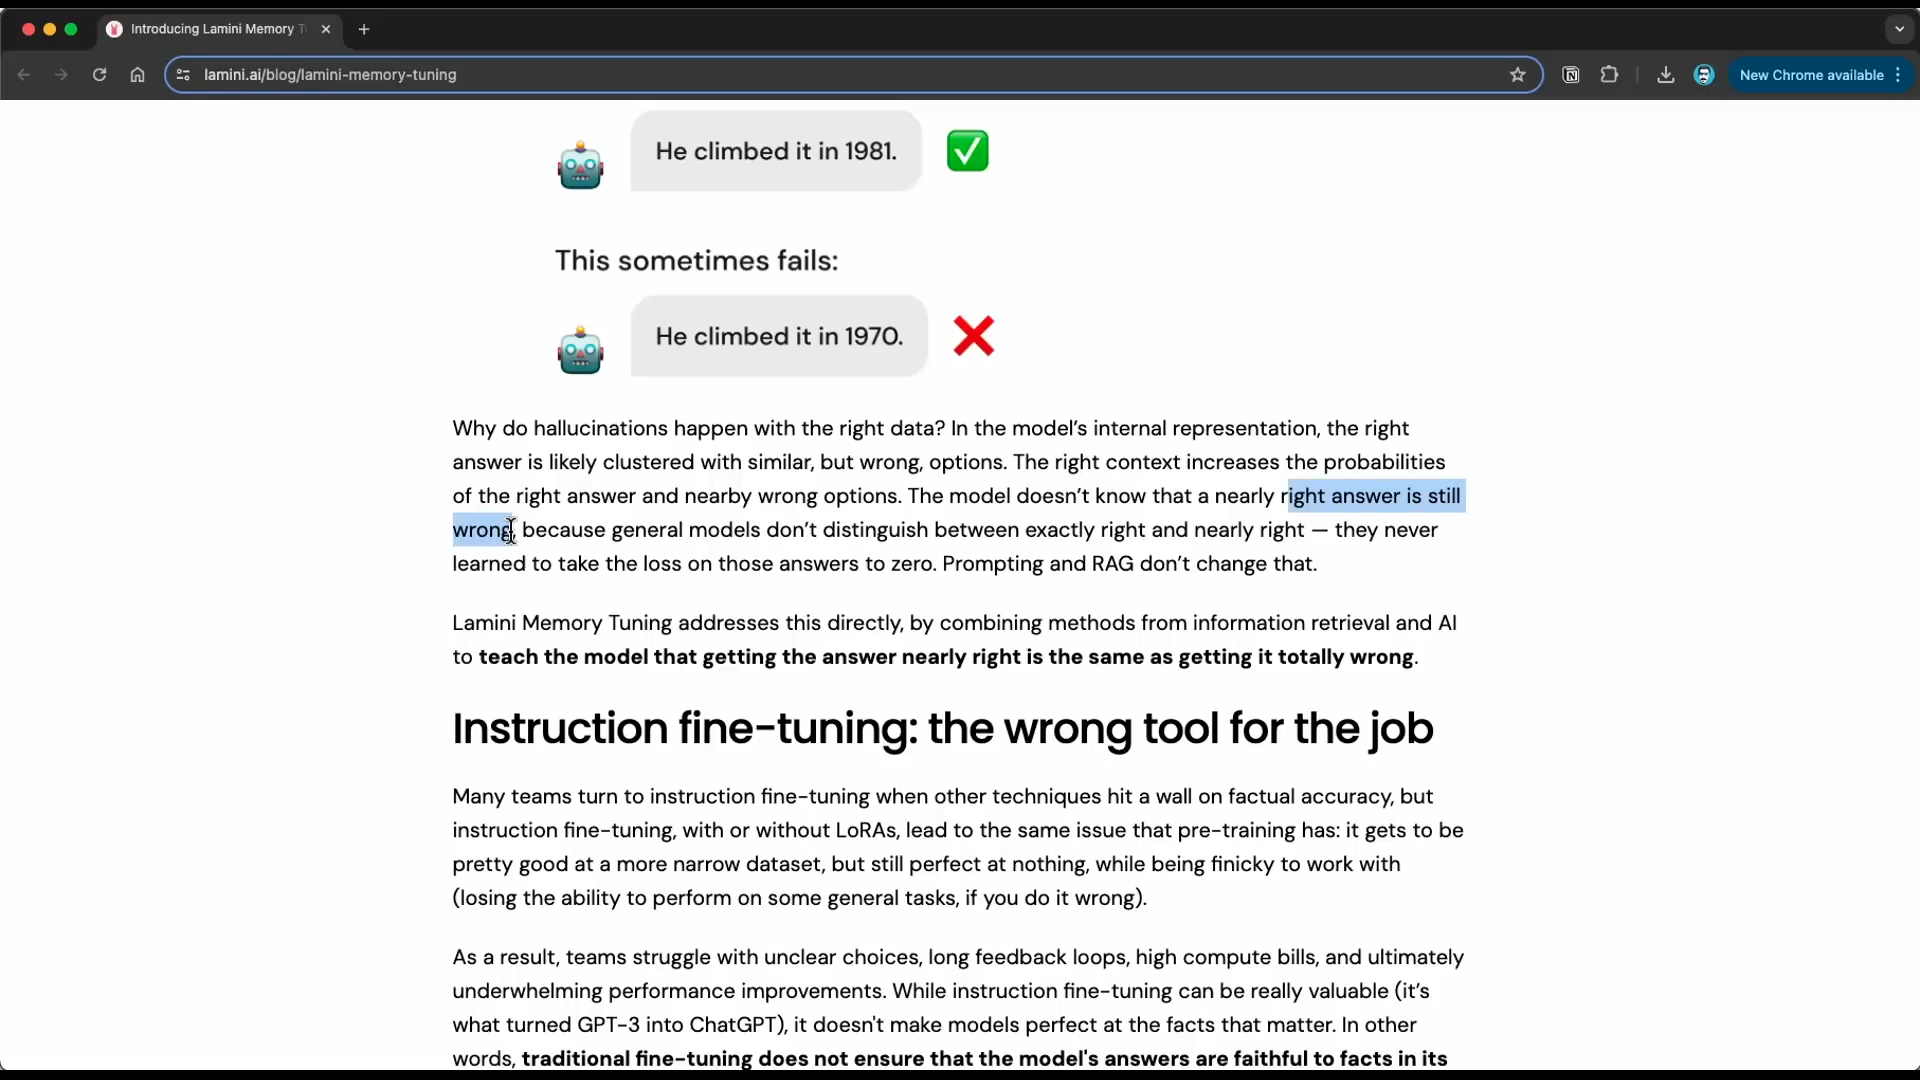 Introducing Lamini Memory T
lamini.ai/blog/lamini-memory-tuning
New Chrome available
He climbed it in 1981.
This sometimes fails:
He climbed it in 1970.
Why do hallucinations happen with the right data? In the model’s internal representation, the right
answer is likely clustered with similar, but wrong, options. The right context increases the probabilities
of the right answer and nearby wrong options. The model doesn’t know that a nearly right answer is still
wrong, because general models don’t distinguish between exactly right and nearly right — they never
learned to take the loss on those answers to zero. Prompting and RAG don’t change that.
Lamini Memory Tuning addresses this directly, by combining methods from information retrieval and AI
to teach the model that getting the answer nearly right is the same as getting it totally wrong.
Instruction fine-tuning: the wrong tool for the job
Many teams turn to instruction fine-tuning when other techniques hit a wall on factual accuracy, but
instruction fine-tuning, with or without LoRAs, lead to the same issue that pre-training has: it gets to be
pretty good at a more narrow dataset, but still perfect at nothing, while being finicky to work with
(losing the ability to perform on some general tasks, if you do it wrong).
As a result, teams struggle with unclear choices, long feedback loops, high compute bills, and ultimately
underwhelming performance improvements. While instruction fine-tuning can be really valuable (it’s
what turned GPT-3 into ChatGPT), it doesn't make models perfect at the facts that matter. In other
words, traditional fine-tuning does not ensure that the model's answers are faithful to facts in its